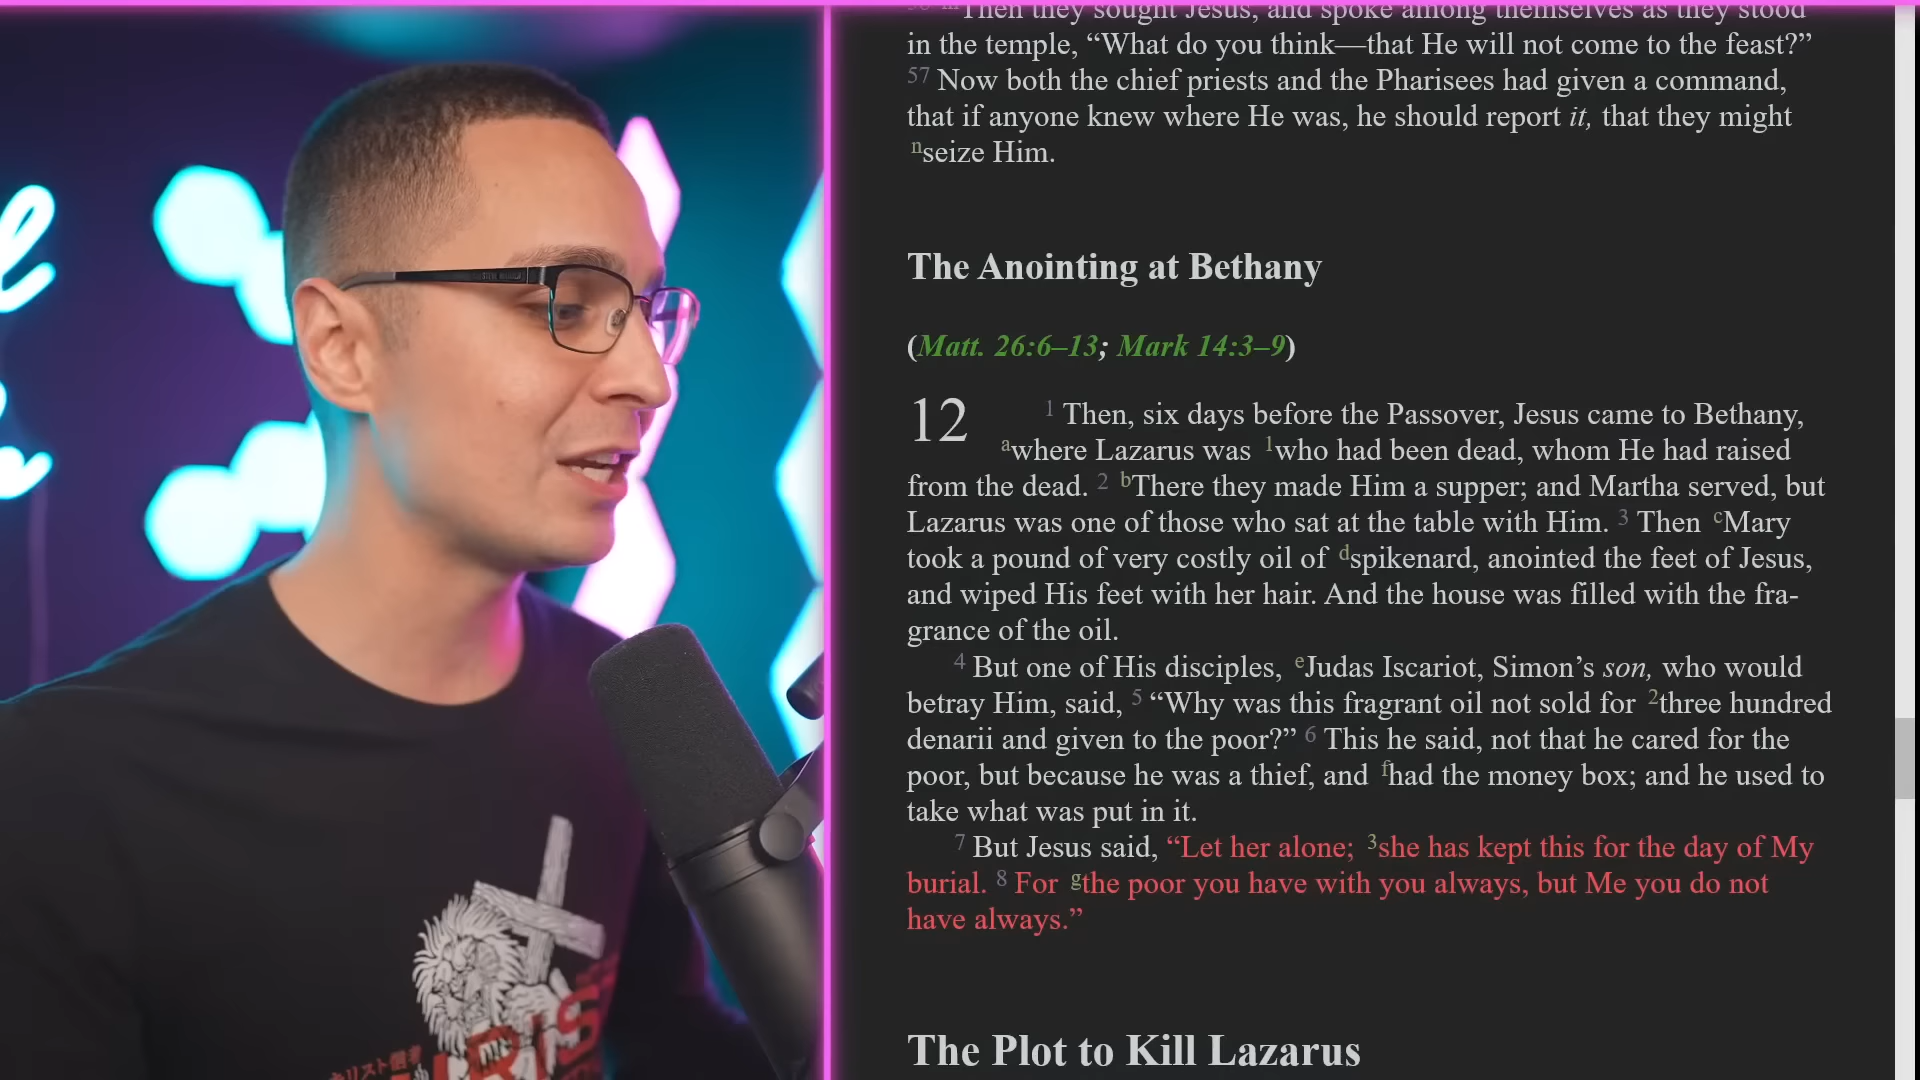 Then they sought Jesus, and spoke among themselves as they stood
in the temple, “What do you think—that He will not come to the feast?”
57 Now both the chief priests and the Pharisees had given a command,
that if anyone knew where He was, he should report it, that they might
nseize Him.
The Anointing at Bethany
(Matt. 26:6–13; Mark 14:3–9)
12 1 Then, six days before the Passover, Jesus came to Bethany,
awhere Lazarus was 1who had been dead, whom He had raised
from the dead. 2 bThere they made Him a supper; and Martha served, but
Lazarus was one of those who sat at the table with Him. 3 Then cMary
took a pound of very costly oil of dspikenard, anointed the feet of Jesus,
and wiped His feet with her hair. And the house was filled with the fra-
grance of the oil.
4 But one of His disciples, eJudas Iscariot, Simon’s son, who would
betray Him, said, 5 “Why was this fragrant oil not sold for 2three hundred
denarii and given to the poor?” 6 This he said, not that he cared for the
poor, but because he was a thief, and fhad the money box; and he used to
take what was put in it.
7 But Jesus said, “Let her alone; 3she has kept this for the day of My
burial. 8 For gthe poor you have with you always, but Me you do not
have always.”
The Plot to Kill Lazarus